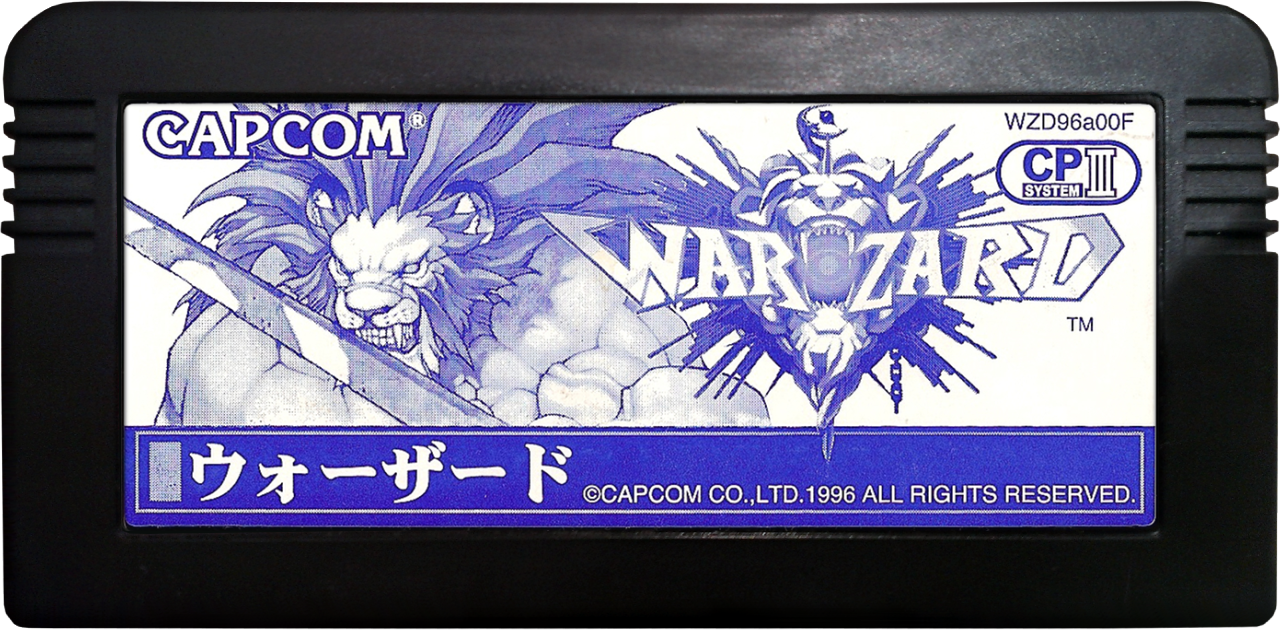 CAPCOM®
WZD96a00F
CP III
SYSTEM
WARZARD
TM
ウォーザード
©CAPCOM CO.,LTD.1996 ALL RIGHTS RESERVED.